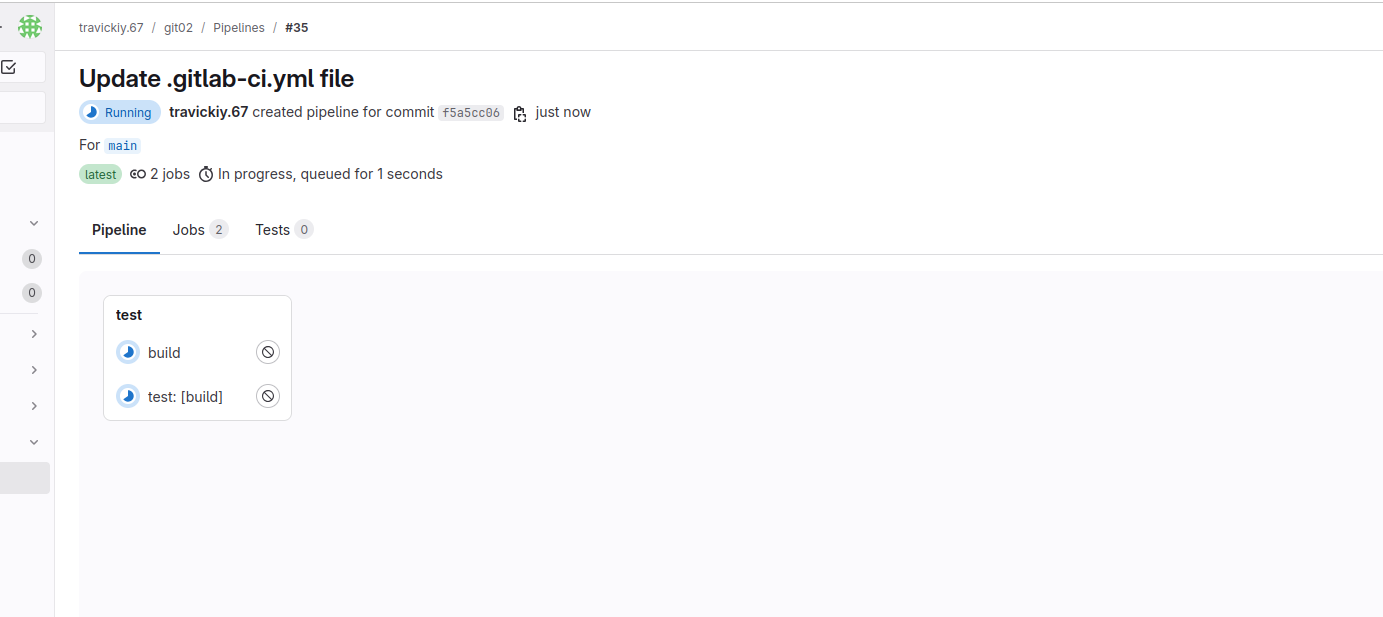 travickiy.67 / git02 / Pipelines / #35
Update .gitlab-ci.yml file
Running travickiy.67 created pipeline for commit f5a5cc06 just now
For main
latest 2 jobs In progress, queued for 1 seconds
Pipeline Jobs 2 Tests 0
0
0
test
build
test: [build]